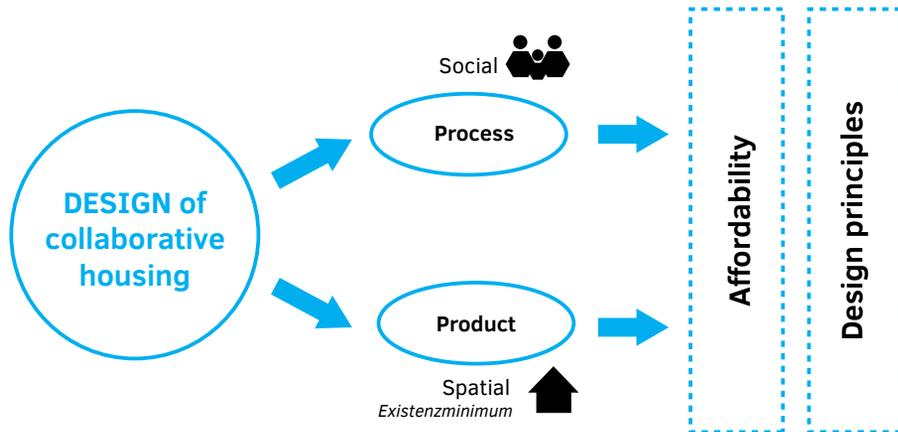 Social
Process
DESIGN of
collaborative
housing
Product
Spatial
Existenzminimum
Affordability
Design principles